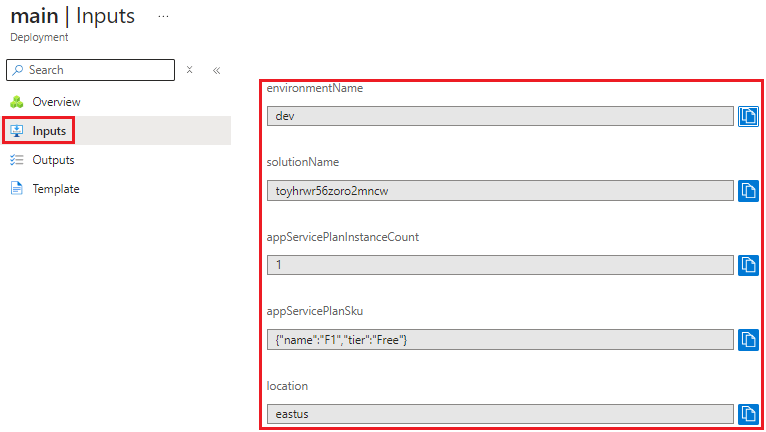 main | Inputs ...
Deployment
Search
Overview
Inputs
Outputs
Template
environmentName
dev
solutionName
toyhrwr56zoro2mncw
appServicePlanInstanceCount
1
appServicePlanSku
{"name":"F1","tier":"Free"}
location
eastus